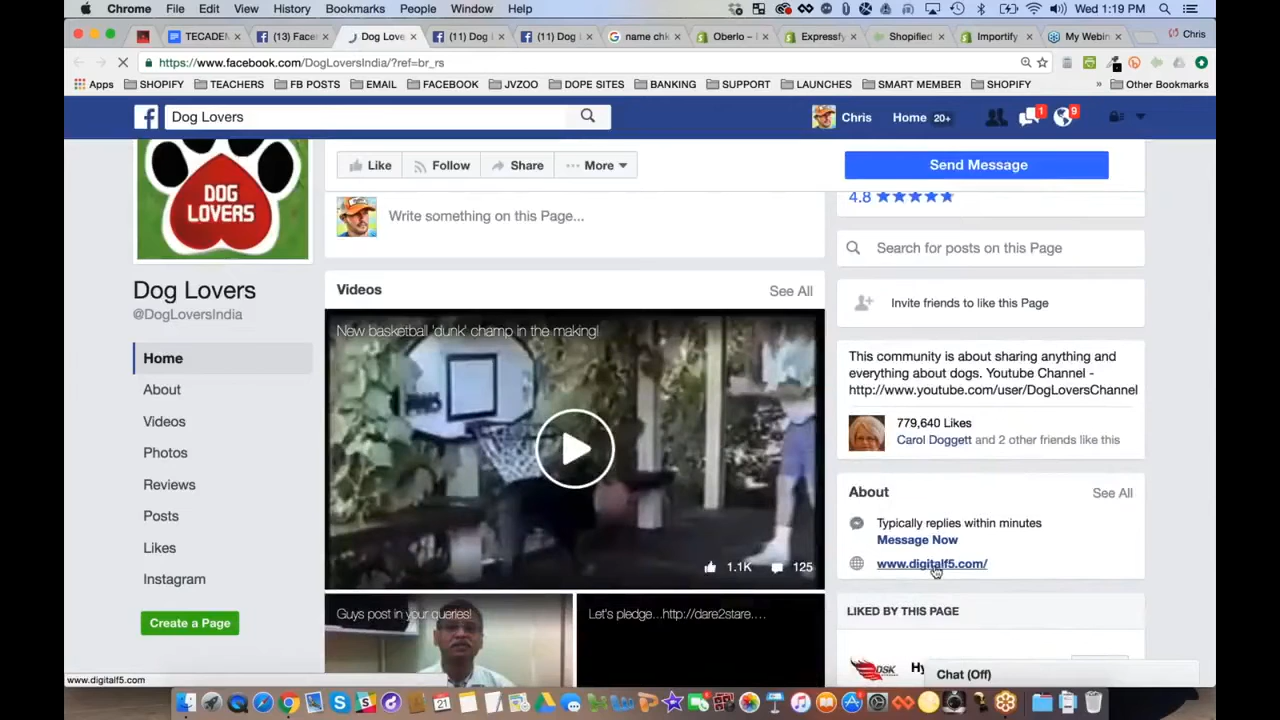 Chrome File Edit View History Bookmarks People Window Help Wed 1:19 PM
TECADEM (13) Face Dog Love (11) Dog L (11) Dog L name chk Oberlo – Expressfy Shopified Importify My Webin Chris
https://www.facebook.com/DogLoversIndia/?ref=br_rs
Apps SHOPIFY TEACHERS FB POSTS EMAIL FACEBOOK JVZOO DOPE SITES BANKING SUPPORT LAUNCHES SMART MEMBER SHOPIFY » Other Bookmarks
Dog Lovers Chris Home 20+ 1 9
Like Follow Share More Send Message
DOG
LOVERS
4.8
Write something on this Page...
Search for posts on this Page
Dog Lovers
@DogLoversIndia
Videos See All
Invite friends to like this Page
New basketball 'dunk' champ in the making!
Home
About
Videos
Photos
Reviews
Posts
Likes
Instagram
Create a Page
This community is about sharing anything and
everything about dogs. Youtube Channel -
http://www.youtube.com/user/DogLoversChannel
779,640 Likes
Carol Doggett and 2 other friends like this
About See All
Typically replies within minutes
Message Now
www.digitalf5.com/
1.1K 125
Guys post in your queries!
Let's pledge...http://dare2stare....
LIKED BY THIS PAGE
DSK Hy
Chat (Off)
www.digitalf5.com
21